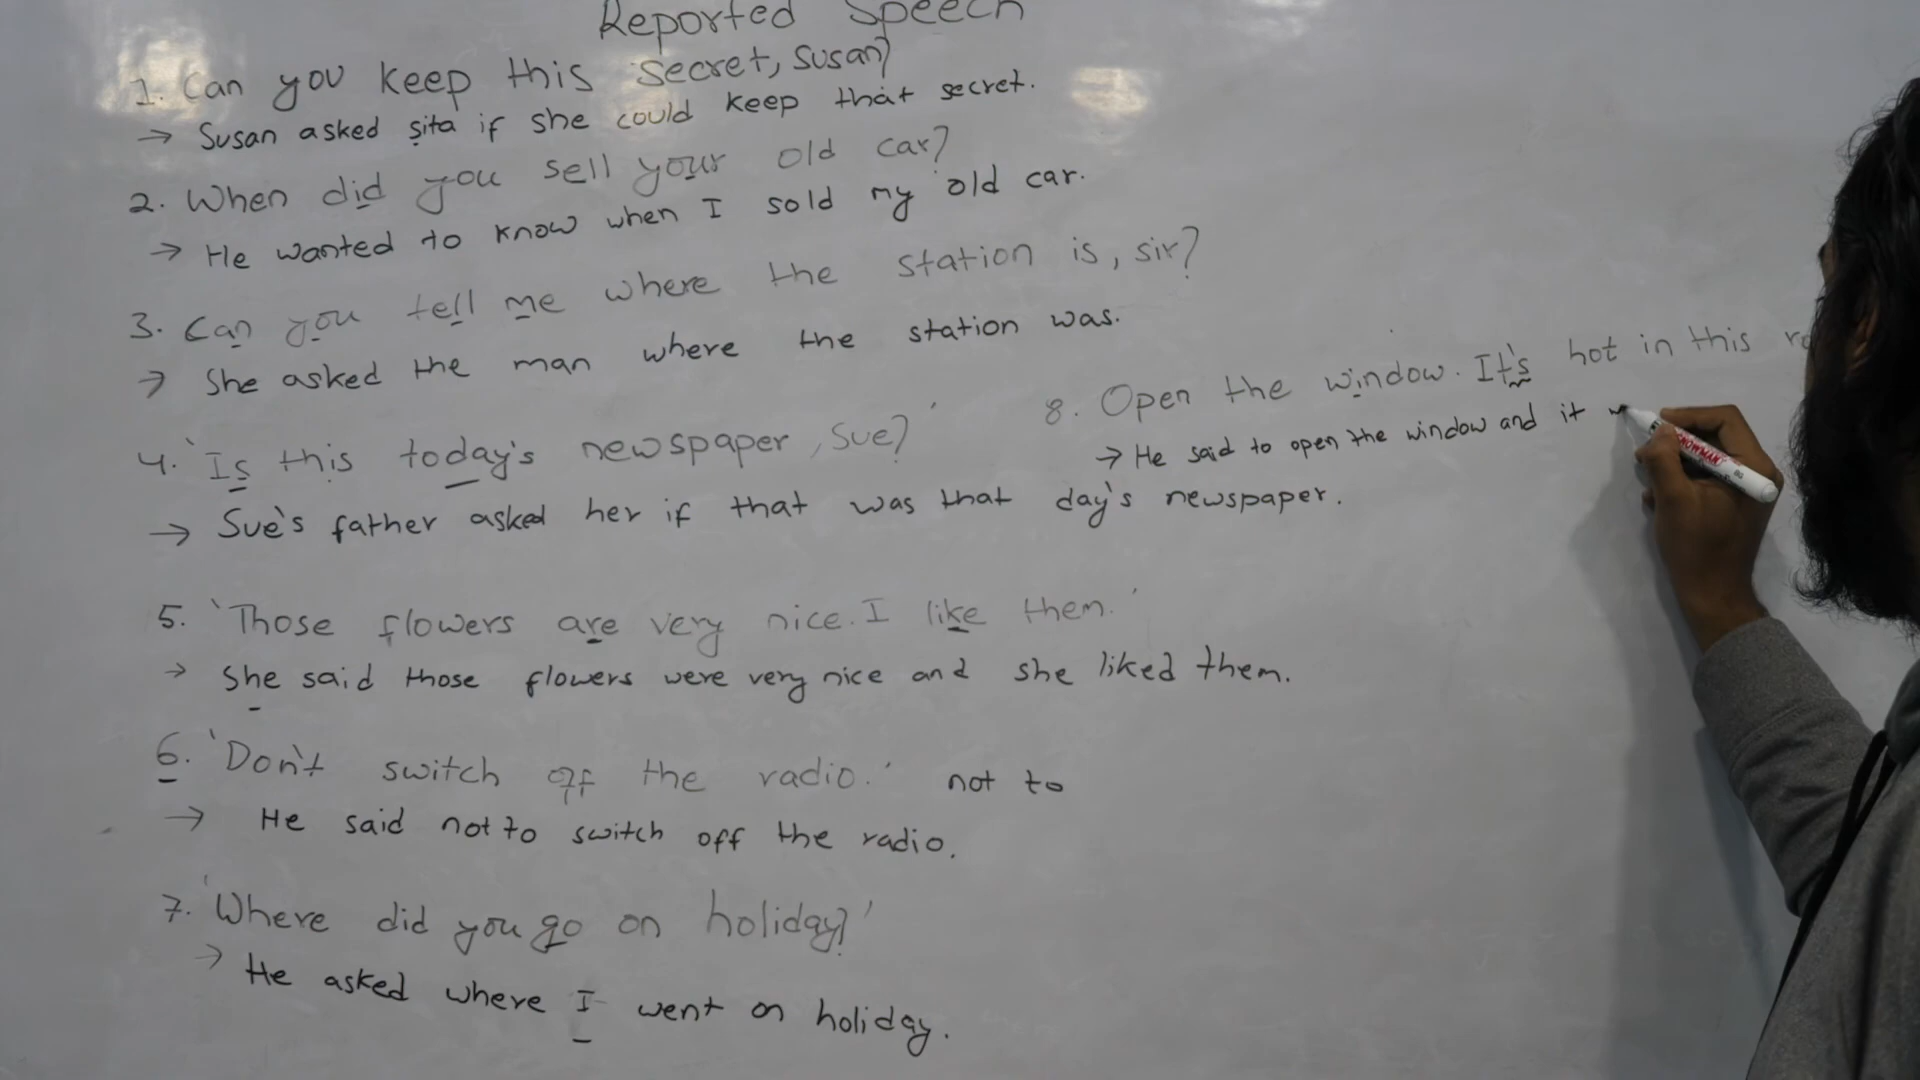 Reported Speech
1. Can you keep this secret, Susan?
→ Susan asked sita if she could keep that secret.
2. When did you sell your old car?
→ He wanted to know when I sold my old car.
3. Can you tell me where the station is, sir?
→ She asked the man where the station was.
4. 'Is this today's newspaper, Sue?'
→ Sue's father asked her if that was that day's newspaper.
5. 'Those flowers are very nice. I like them.'
→ She said those flowers were very nice and she liked them.
6. 'Don't switch off the radio.' not to
→ He said not to switch off the radio.
7. 'Where did you go on holiday?'
→ He asked where I went on holiday.
8. Open the window. It's hot in this
→ He said to open the window and it
SNOWMAN